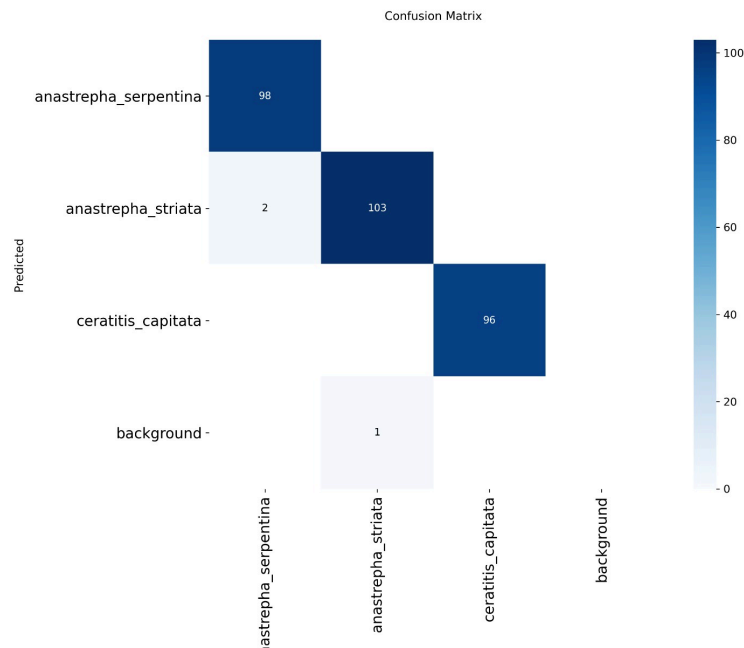 Confusion Matrix
anastrepha_serpentina
98
100
anastrepha_striata
2
103
80
Predicted
60
ceratitis_capitata
96
40
background
1
20
0
nastrepha_serpentina
anastrepha_striata
ceratitis_capitata
background